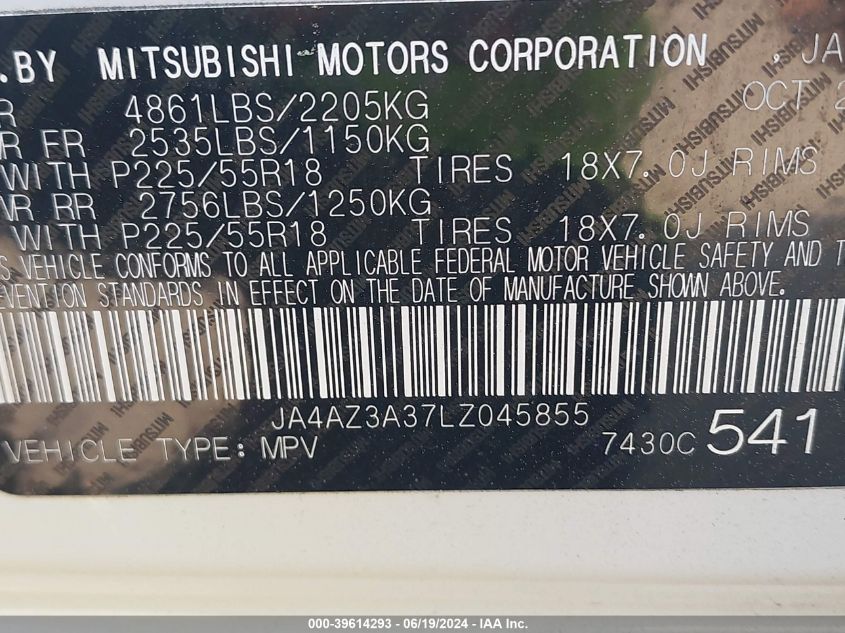 .BY MITSUBISHI MOTORS CORPORATION , JA
R 4861LBS/2205KG OCT 2
R FR 2535LBS/1150KG
WITH P225/55R18 TIRES 18X7.0J RIMS
WR RR 2756LBS/1250KG
WITH P225/55R18 TIRES 18X7.0J RIMS
S VEHICLE CONFORMS TO ALL APPLICABLE FEDERAL MOTOR VEHICLE SAFETY AND T
EVENTION STANDARDS IN EFFECT ON THE DATE OF MANUFACTURE SHOWN ABOVE.
JA4AZ3A37LZ045855
VEHICLE TYPE: MPV 7430C 541
000-39614293 - 06/19/2024 - IAA Inc.